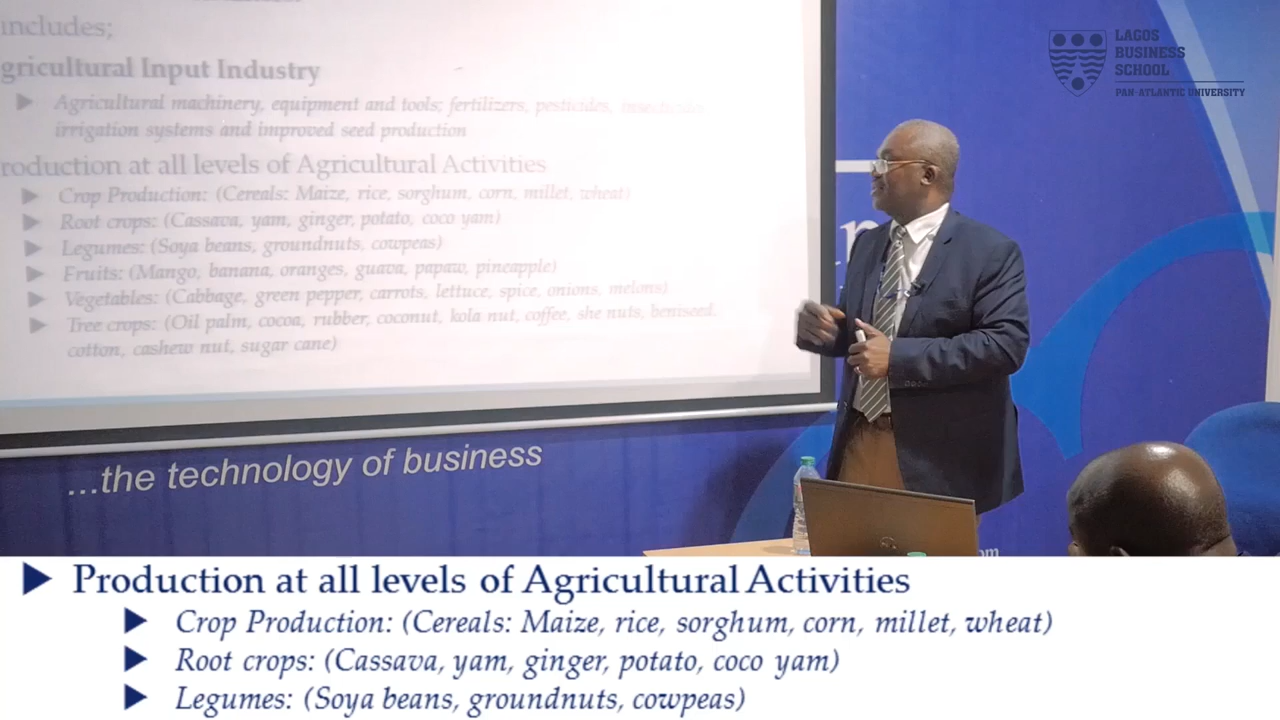 includes;
gricultural Input Industry
Agricultural machinery, equipment and tools; fertilizers, pesticides, insecticides
irrigation systems and improved seed production
roduction at all levels of Agricultural Activities
Crop Production: (Cereals: Maize, rice, sorghum, corn, millet, wheat)
Root crops: (Cassava, yam, ginger, potato, coco yam)
Legumes: (Soya beans, groundnuts, cowpeas)
Fruits: (Mango, banana, oranges, guava, papaw, pineapple)
Vegetables: (Cabbage, green pepper, carrots, lettuce, spice, onions, melons)
Tree crops: (Oil palm, cocoa, rubber, coconut, kola nut, coffee, she nuts, beniseed,
cotton, cashew nut, sugar cane)
...the technology of business
LAGOS
BUSINESS
SCHOOL
PAN-ATLANTIC UNIVERSITY
om
Production at all levels of Agricultural Activities
Crop Production: (Cereals: Maize, rice, sorghum, corn, millet, wheat)
Root crops: (Cassava, yam, ginger, potato, coco yam)
Legumes: (Soya beans, groundnuts, cowpeas)